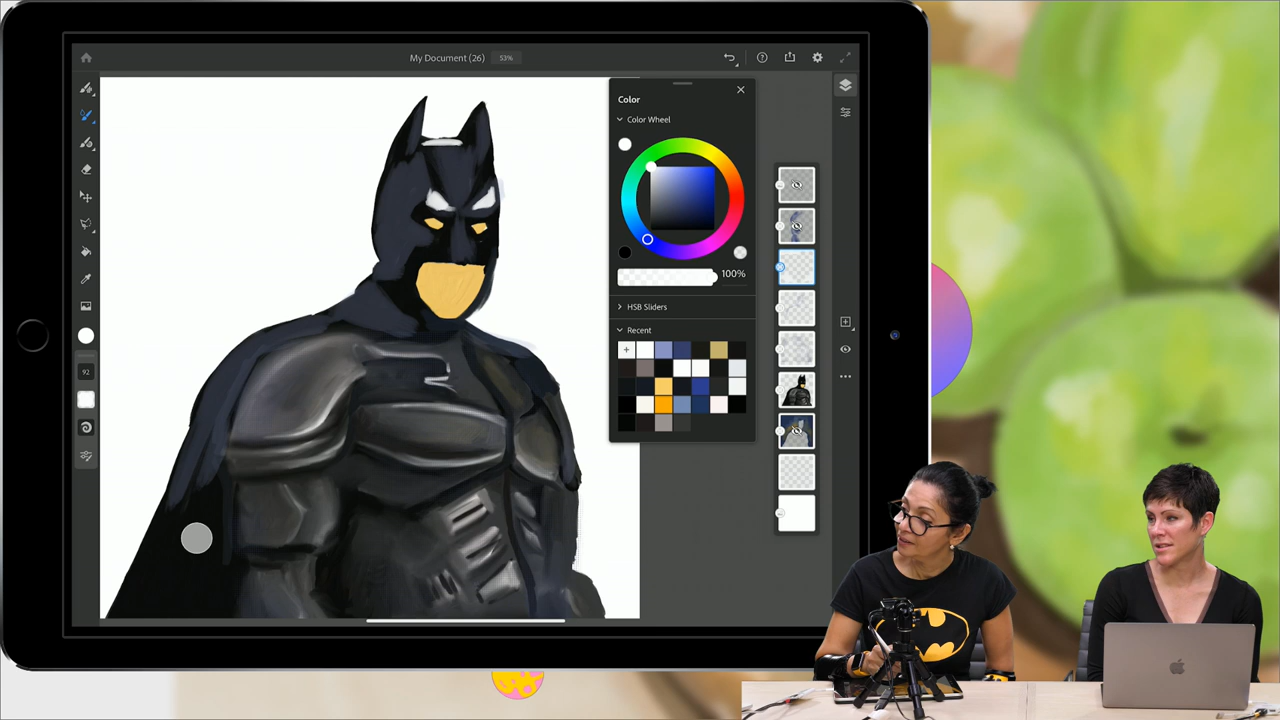 My Document (26)
53%
Color
Color Wheel
100%
HSB Sliders
Recent
92